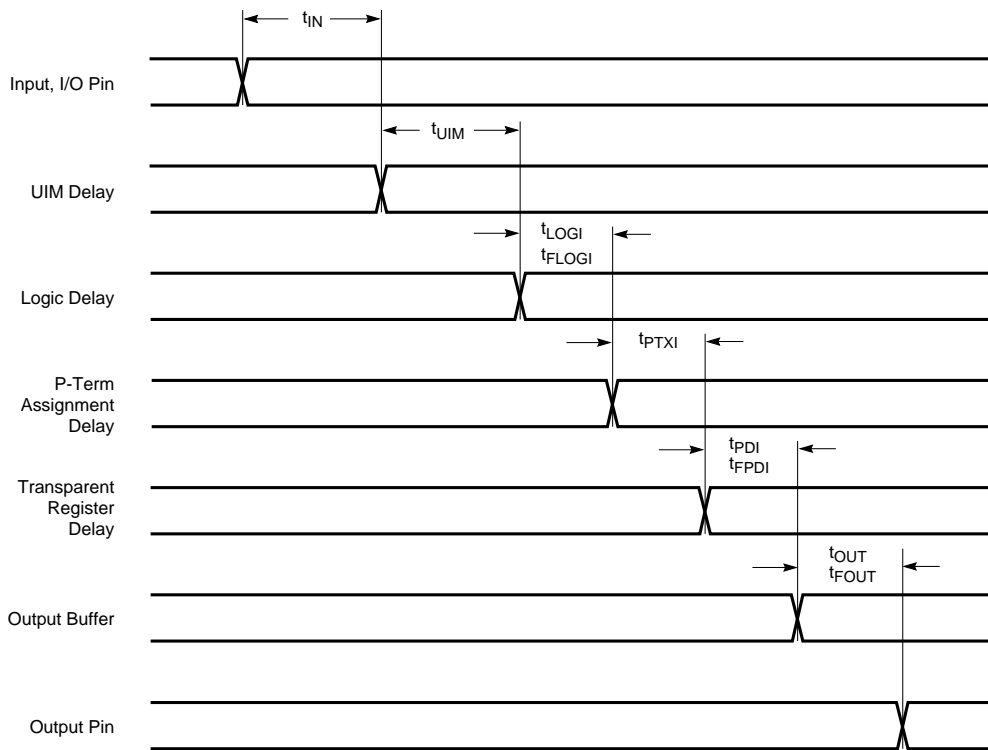 tIN
Input, I/O Pin
tUIM
UIM Delay
tLOGI
tFLOGI
Logic Delay
tPTXI
P-Term
Assignment
Delay
tPDI
tFPDI
Transparent
Register
Delay
tOUT
tFOUT
Output Buffer
Output Pin